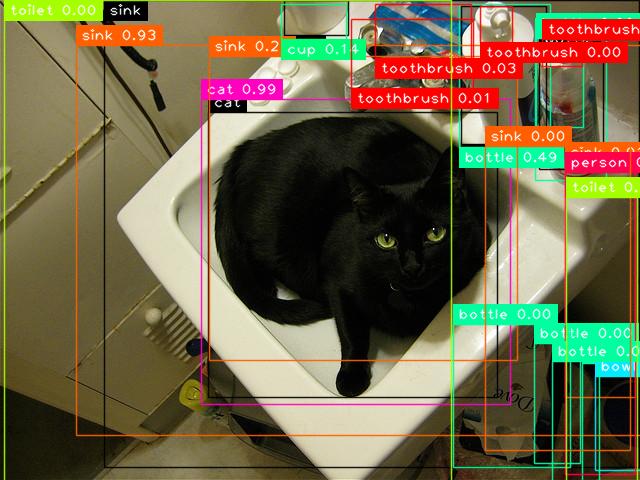 toilet 0.00
sink
sink 0.93
sink 0.2
cup 0.14
toothbrush
toothbrush 0.00
toothbrush 0.03
toothbrush 0.01
cat 0.99
cat
sink 0.00
bottle 0.49
person
toilet 0.
bottle 0.00
bottle 0.00
bottle 0.0
bow
Dove